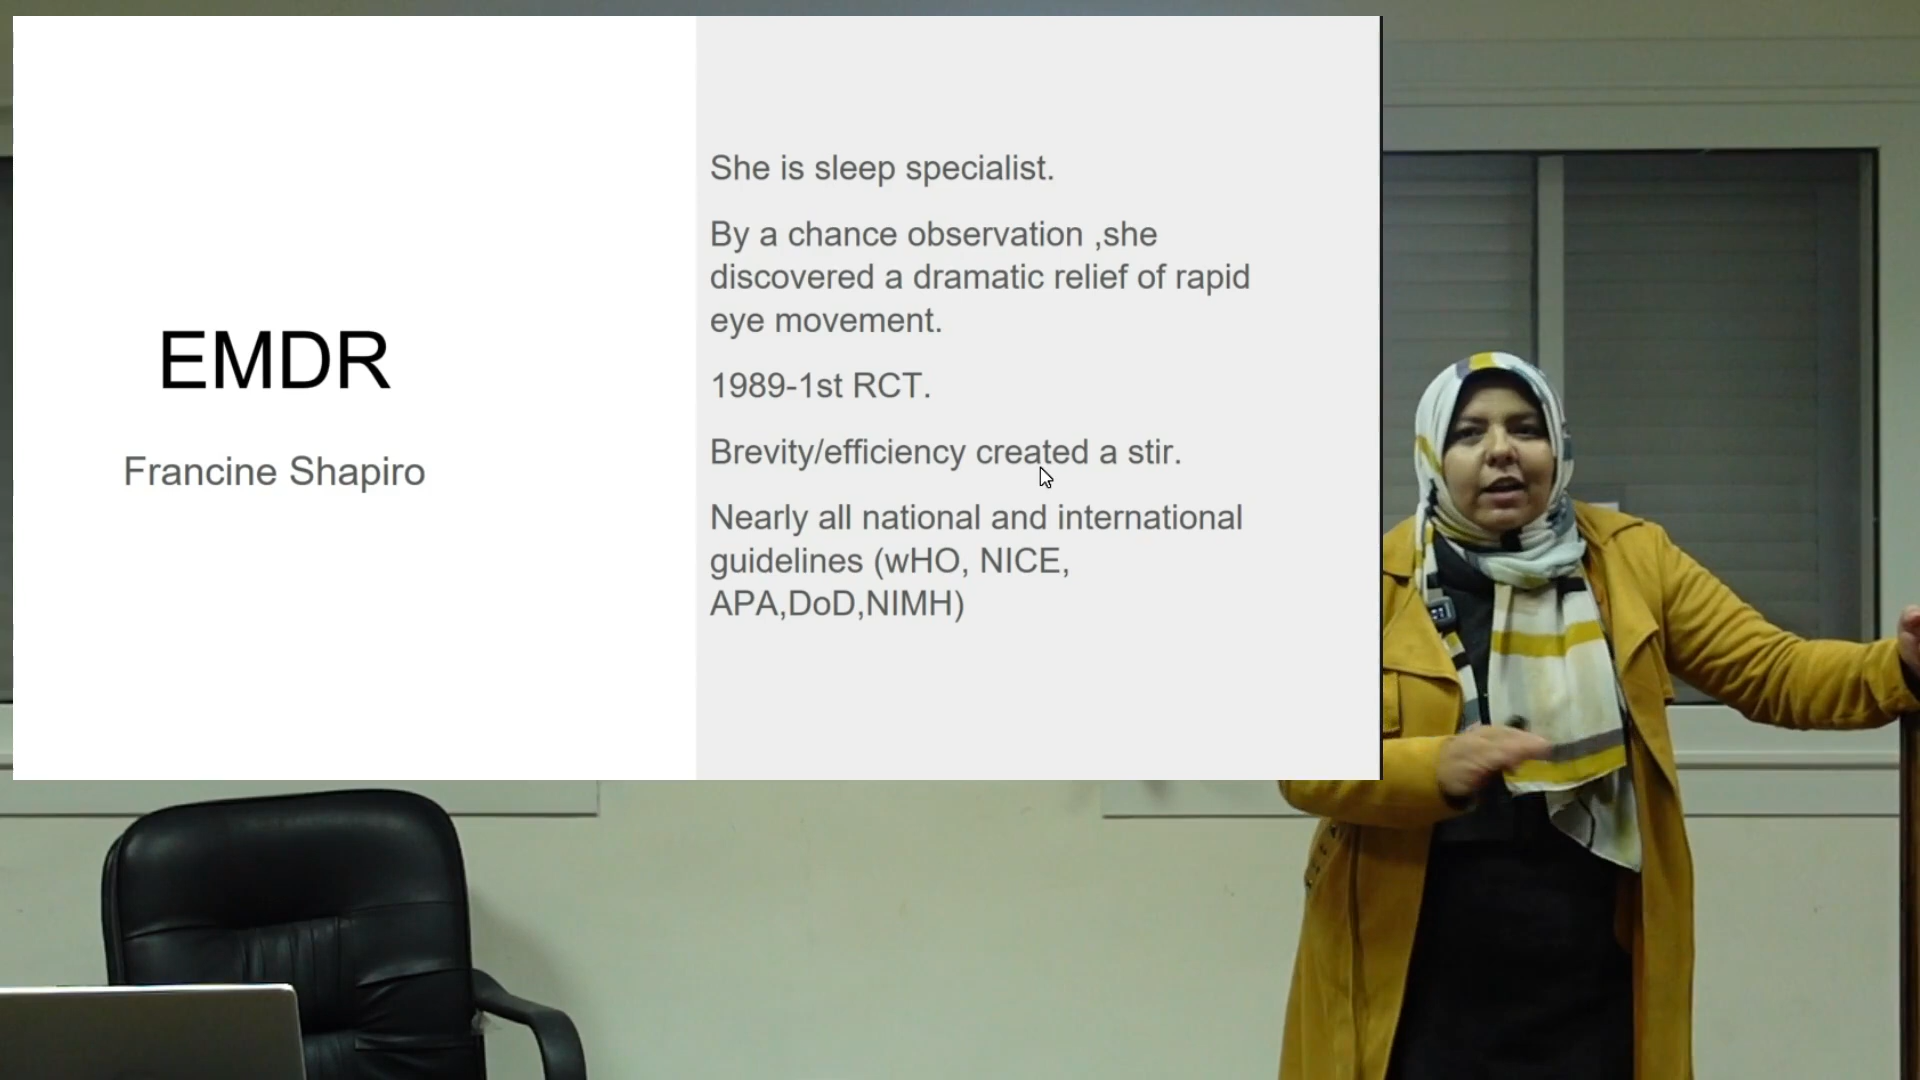 EMDR
Francine Shapiro
She is sleep specialist.
By a chance observation ,she
discovered a dramatic relief of rapid
eye movement.
1989-1st RCT.
Brevity/efficiency created a stir.
Nearly all national and international
guidelines (wHO, NICE,
APA,DoD,NIMH)